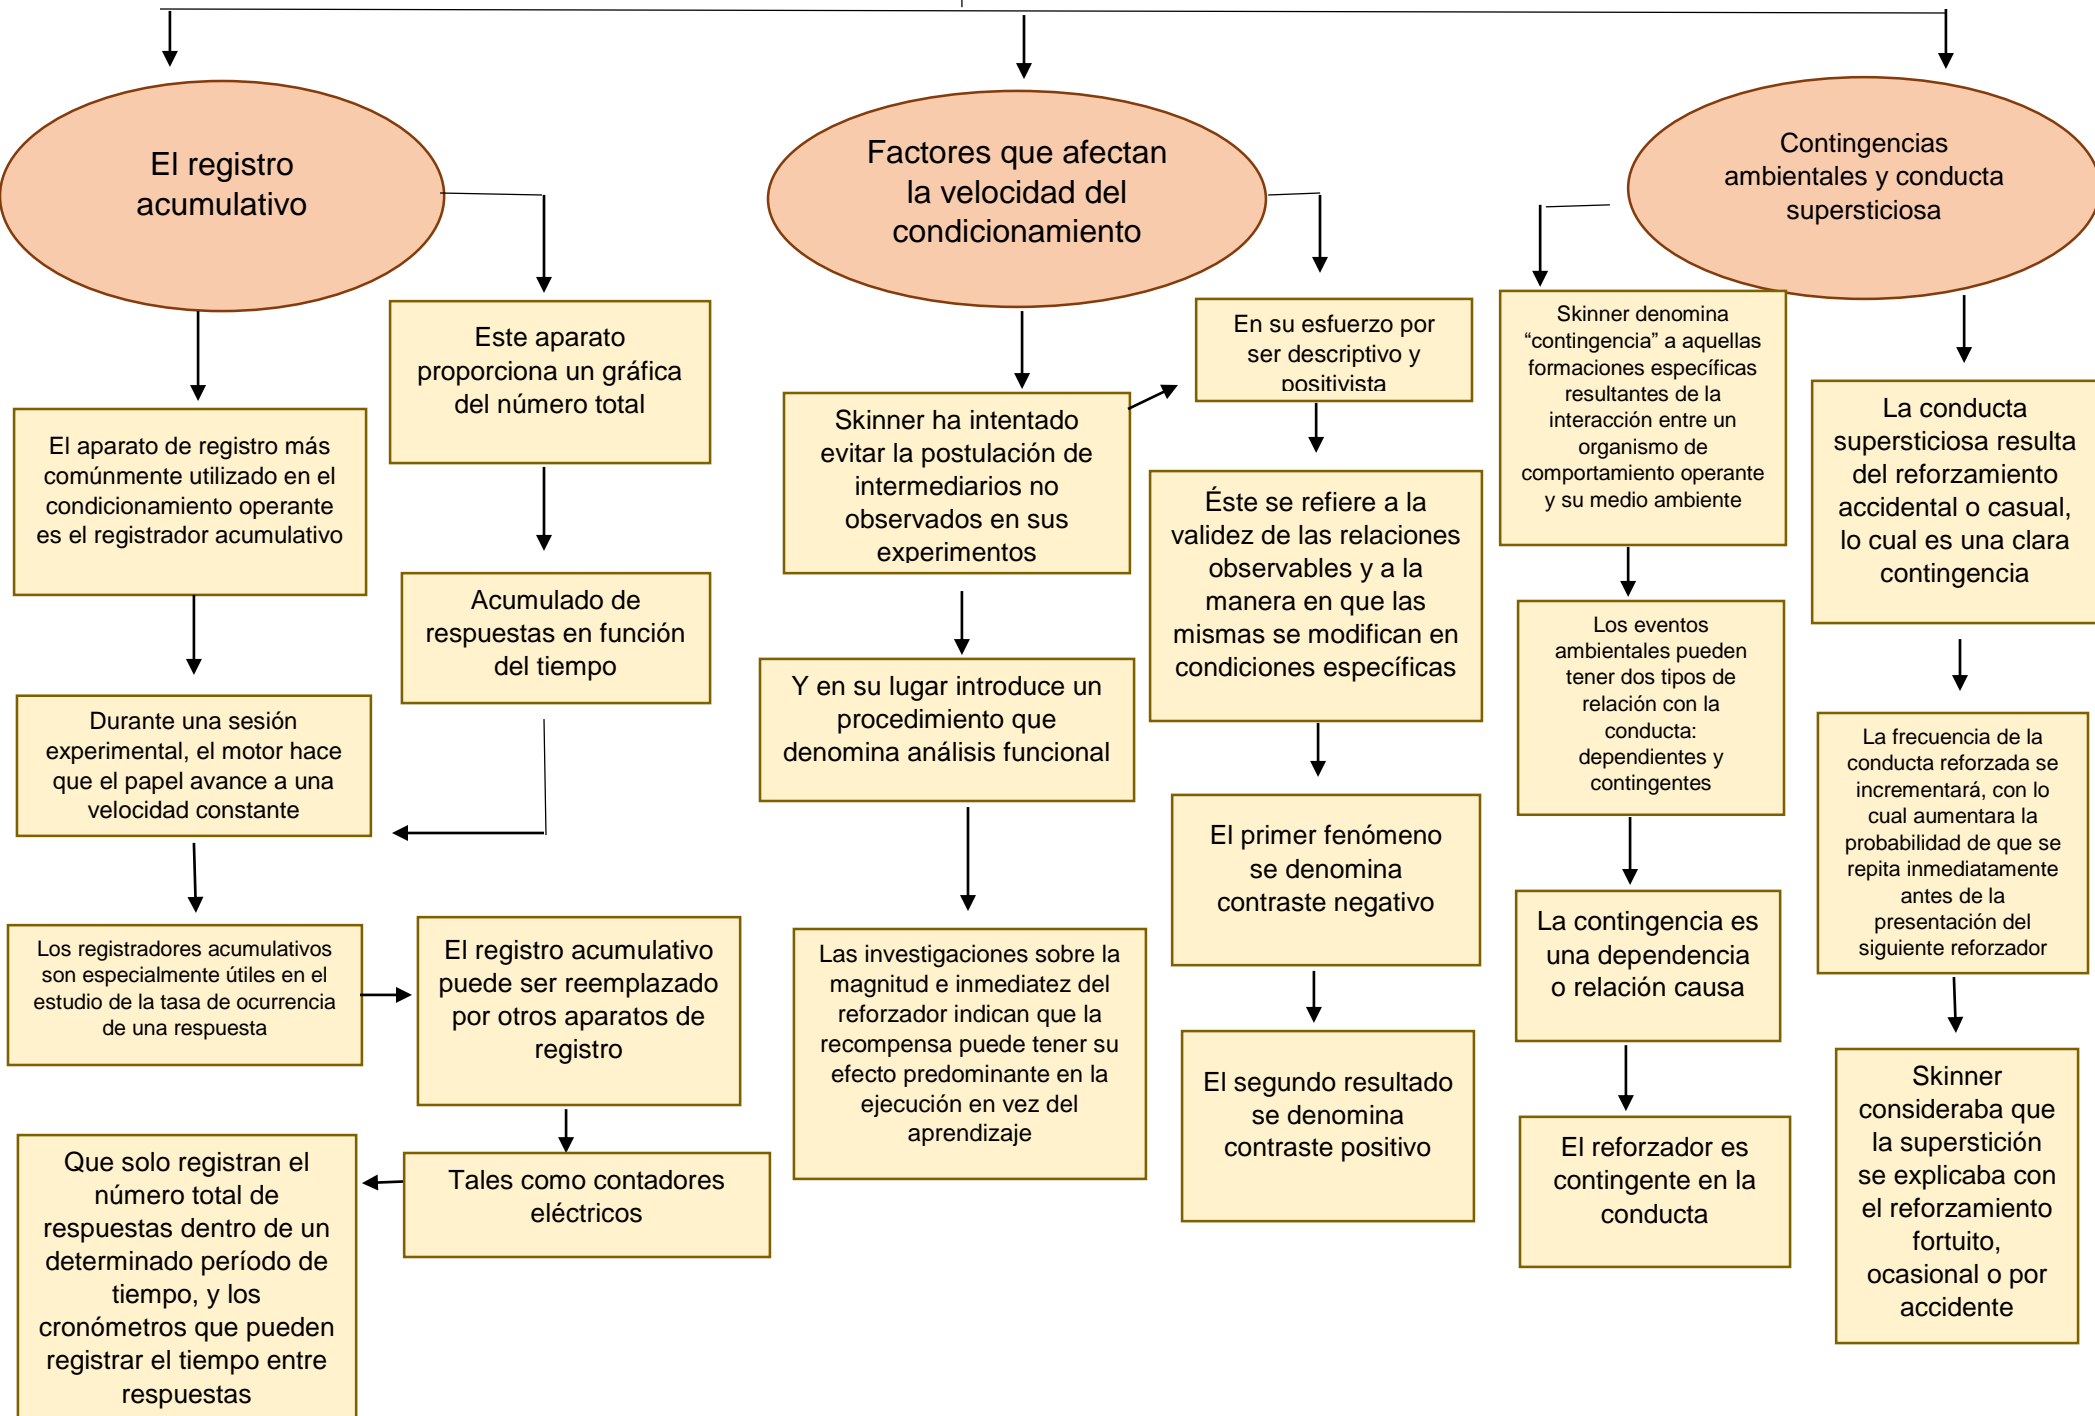 El registro
acumulativo
Este aparato
proporciona un gráfica
del número total
El aparato de registro más
comúnmente utilizado en el
condicionamiento operante
es el registrador acumulativo
Acumulado de
respuestas en función
del tiempo
Durante una sesión
experimental, el motor hace
que el papel avance a una
velocidad constante
Los registradores acumulativos
son especialmente útiles en el
estudio de la tasa de ocurrencia
de una respuesta
El registro acumulativo
puede ser reemplazado
por otros aparatos de
registro
Tales como contadores
eléctricos
Que solo registran el
número total de
respuestas dentro de un
determinado período de
tiempo, y los
cronómetros que pueden
registrar el tiempo entre
respuestas
Factores que afectan
la velocidad del
condicionamiento
Skinner ha intentado
evitar la postulación de
intermediarios no
observados en sus
experimentos
Y en su lugar introduce un
procedimiento que
denomina análisis funcional
Las investigaciones sobre la
magnitud e inmediatez del
reforzador indican que la
recompensa puede tener su
efecto predominante en la
ejecución en vez del
aprendizaje
En su esfuerzo por
ser descriptivo y
positivista
Éste se refiere a la
validez de las relaciones
observables y a la
manera en que las
mismas se modifican en
condiciones específicas
El primer fenómeno
se denomina
contraste negativo
El segundo resultado
se denomina
contraste positivo
Contingencias
ambientales y conducta
supersticiosa
Skinner denomina
“contingencia” a aquellas
formaciones específicas
resultantes de la
interacción entre un
organismo de
comportamiento operante
y su medio ambiente
Los eventos
ambientales pueden
tener dos tipos de
relación con la
conducta:
dependientes y
contingentes
La contingencia es
una dependencia
o relación causa
El reforzador es
contingente en la
conducta
La conducta
supersticiosa resulta
del reforzamiento
accidental o casual,
lo cual es una clara
contingencia
La frecuencia de la
conducta reforzada se
incrementará, con lo
cual aumentara la
probabilidad de que se
repita inmediatamente
antes de la
presentación del
siguiente reforzador
Skinner
consideraba que
la superstición
se explicaba con
el reforzamiento
fortuito,
ocasional o por
accidente